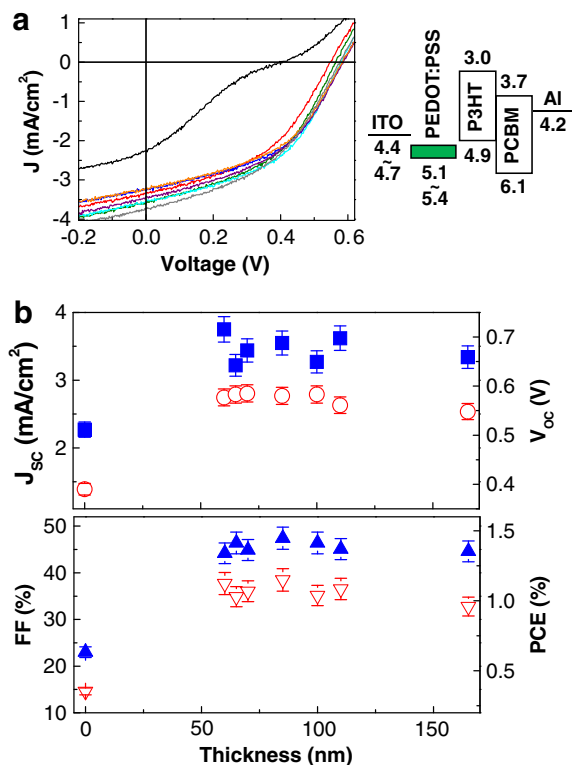 a
1
0
-1
-2
-3
-4
-0.2 0.0 0.2 0.4 0.6
J (mA/cm²)
Voltage (V)
ITO
4.4
~
4.7
PEDOT:PSS
5.1
~
5.4
3.0
P3HT
4.9
3.7
PCBM
6.1
Al
4.2
b
4
3
2
J_SC (mA/cm²)
0.7
0.6
0.5
0.4
V_OC (V)
50
40
30
20
10
FF (%)
1.5
1.0
0.5
PCE (%)
0 50 100 150
Thickness (nm)